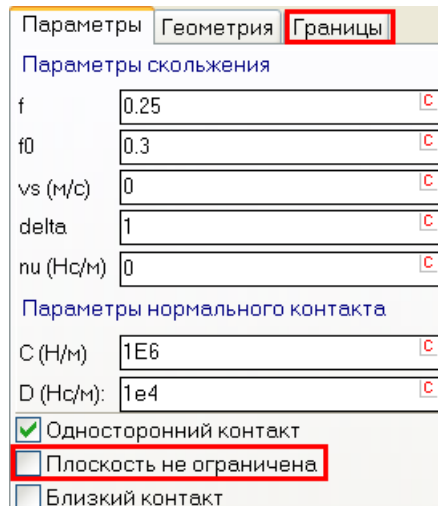 Параметры Геометрия Границы
Параметры скольжения
f 0.25 C
f0 0.3 C
vs (м/с) 0 C
delta 1 C
nu (Нс/м) 0 C
Параметры нормального контакта
C (Н/м) 1E6 C
D (Нс/м): 1e4 C
Односторонний контакт
Плоскость не ограничена
Близкий контакт